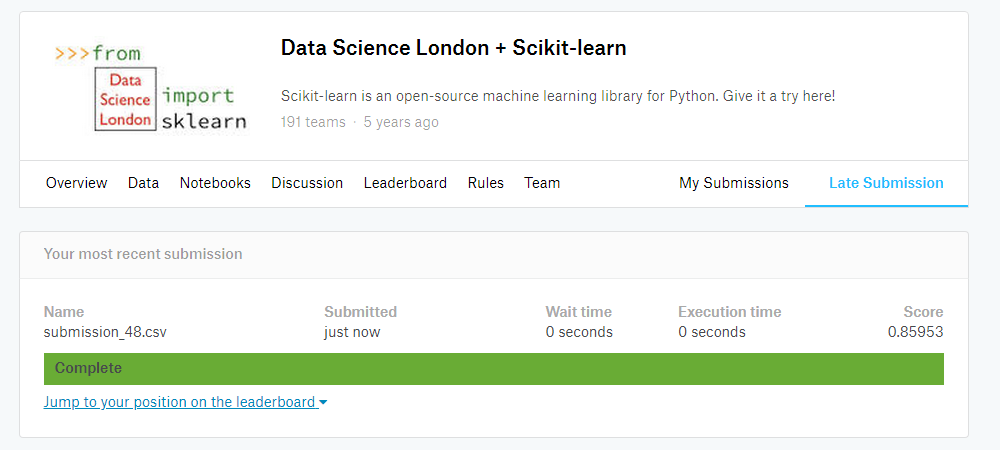 >>>from
Data
Science
London
import
sklearn
Data Science London + Scikit-learn
Scikit-learn is an open-source machine learning library for Python. Give it a try here!
191 teams · 5 years ago
Overview Data Notebooks Discussion Leaderboard Rules Team My Submissions Late Submission
Your most recent submission
Name Submitted Wait time Execution time Score
submission_48.csv just now 0 seconds 0 seconds 0.85953
Complete
Jump to your position on the leaderboard